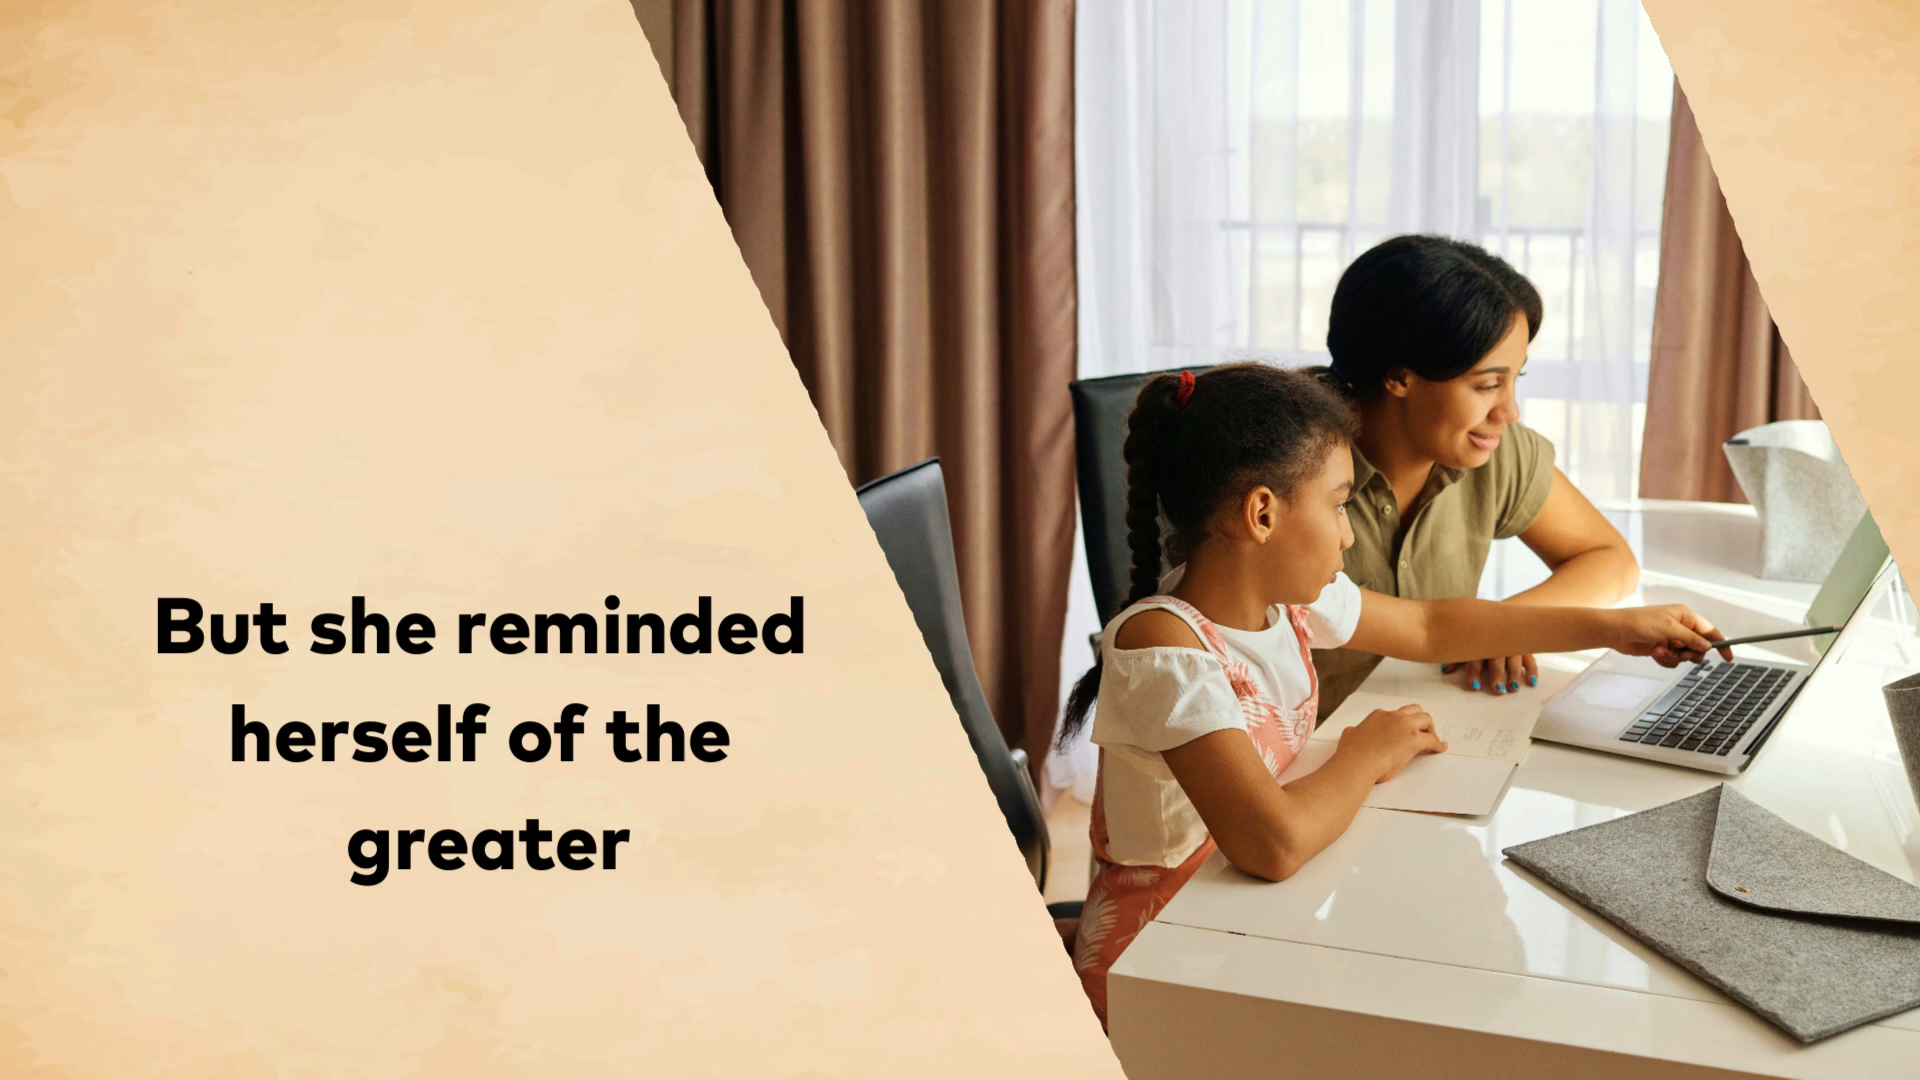 But she reminded
herself of the
greater